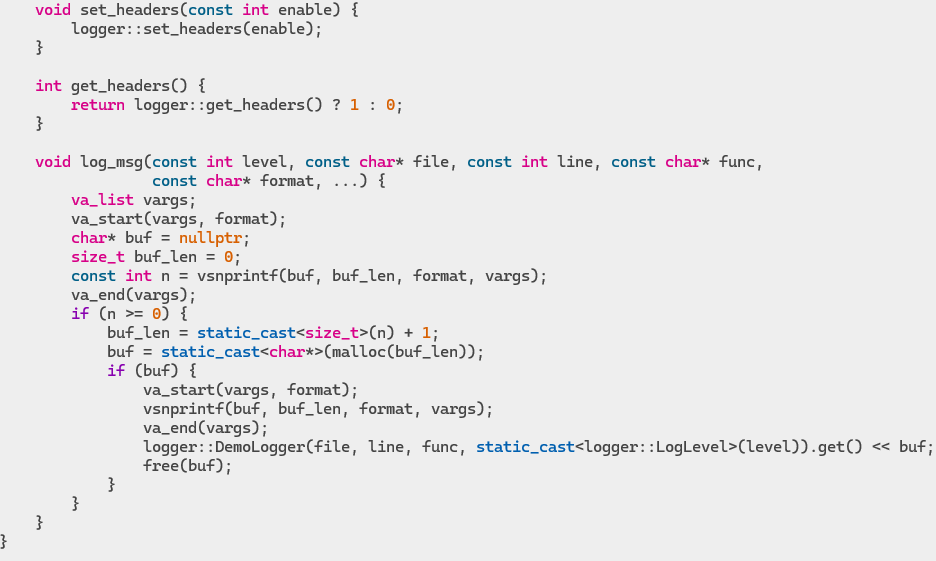 void set_headers(const int enable) {
        logger::set_headers(enable);
    }

    int get_headers() {
        return logger::get_headers() ? 1 : 0;
    }

    void log_msg(const int level, const char* file, const int line, const char* func,
                 const char* format, ...) {
        va_list vargs;
        va_start(vargs, format);
        char* buf = nullptr;
        size_t buf_len = 0;
        const int n = vsnprintf(buf, buf_len, format, vargs);
        va_end(vargs);
        if (n >= 0) {
            buf_len = static_cast<size_t>(n) + 1;
            buf = static_cast<char*>(malloc(buf_len));
            if (buf) {
                va_start(vargs, format);
                vsnprintf(buf, buf_len, format, vargs);
                va_end(vargs);
                logger::DemoLogger(file, line, func, static_cast<logger::LogLevel>(level)).get() << buf;
                free(buf);
            }
        }
    }
}